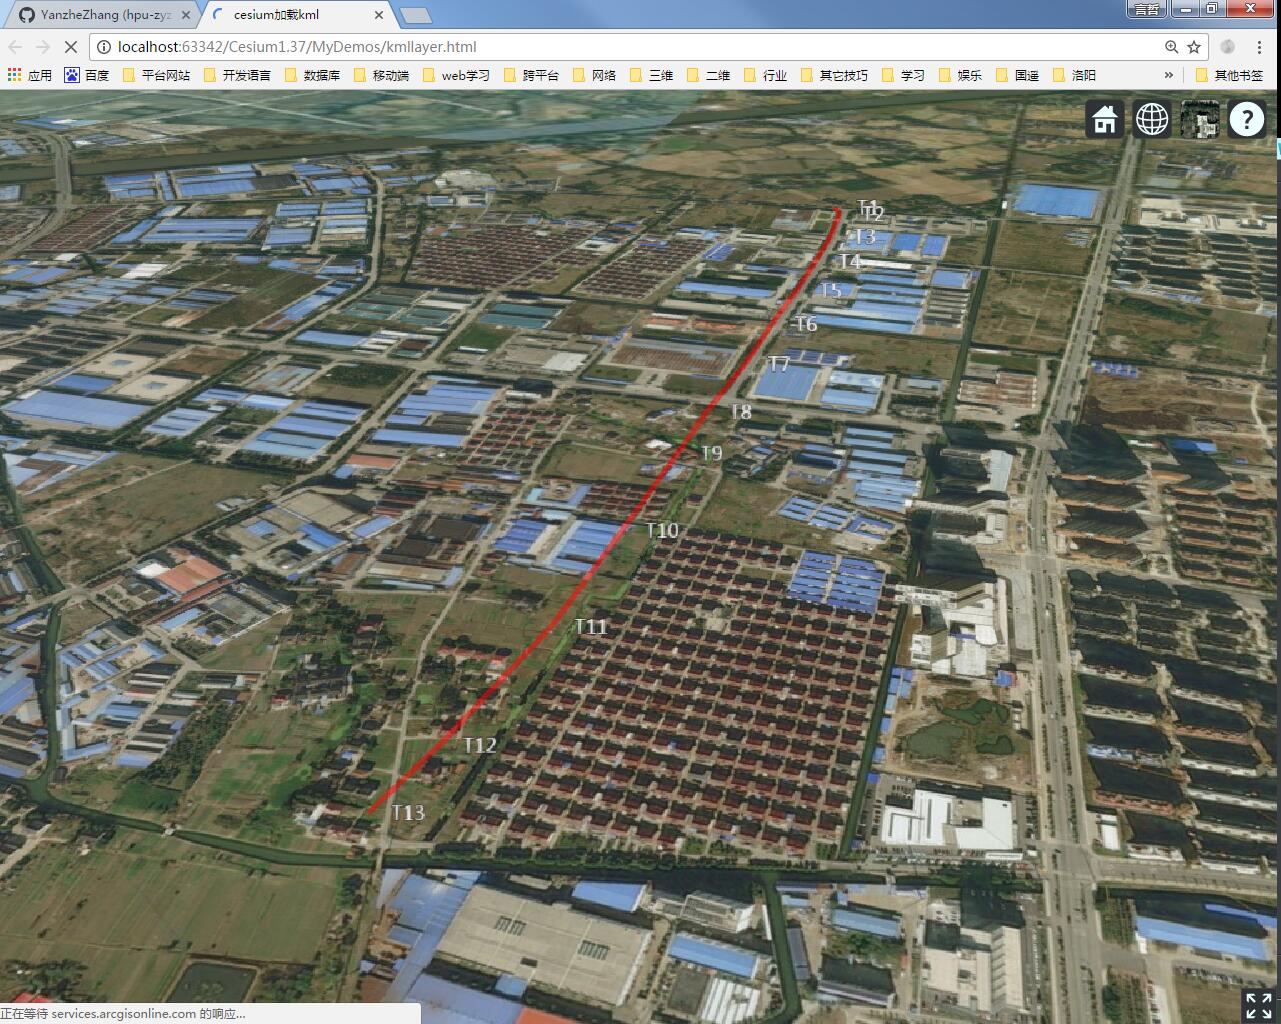 YanzheZhang (hpu-zyz
cesium加载kml
言哲
localhost:63342/Cesium1.37/MyDemos/kmllayer.html
应用 百度 平台网站 开发语言 数据库 移动端 web学习 跨平台 网络 三维 二维 行业 其它技巧 学习 娱乐 国遥 洛阳 » 其他书签
?
T1
T2
T3
T4
T5
T6
T7
T8
T9
T10
T11
T12
T13
正在等待 services.arcgisonline.com 的响应...